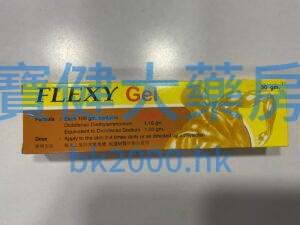 寶健大藥房
FLEXY Gel
30 gm.
Formula : Each 100 gm. contains
Diclofenac Diethylammonium 1.16 gm.
Equivalent to Diclofenac Sodium 1.00 gm.
Dose : Apply to the skin 3-4 times daily or as directed by a physician.
bk2000.hk